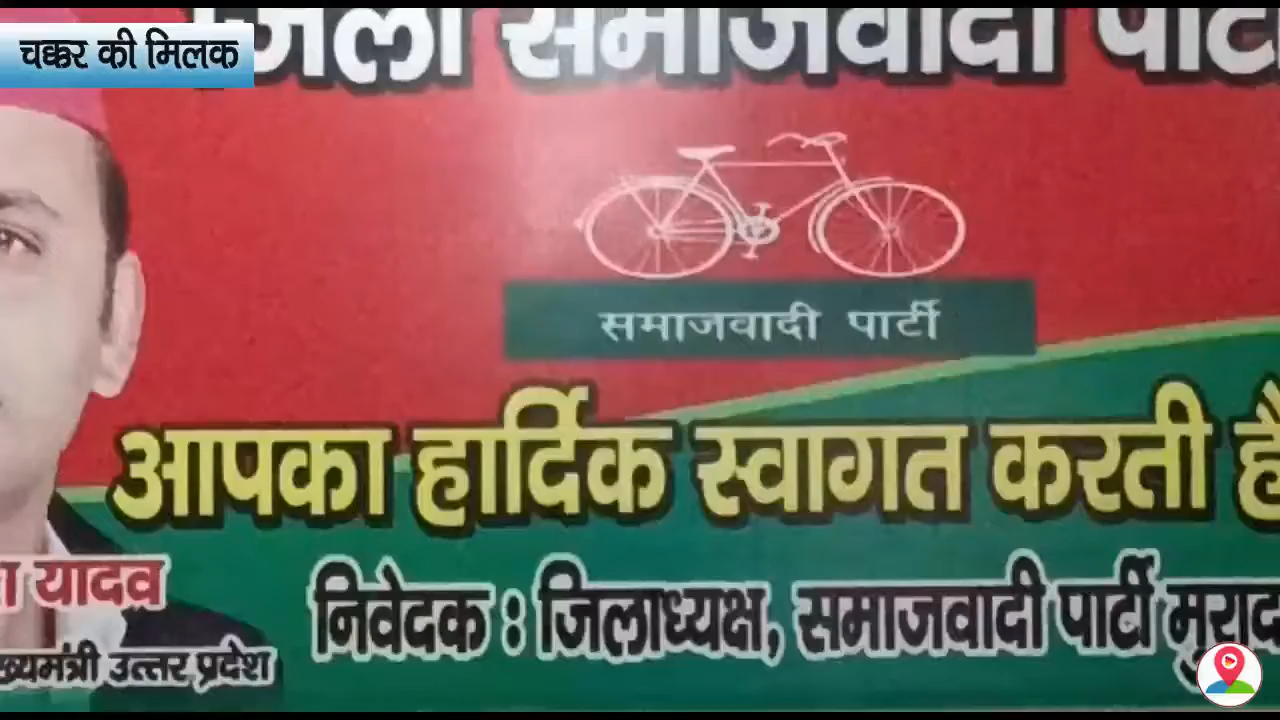 चक्कर की मिलक
जिला समाजवादी पार्टी
समाजवादी पार्टी
आपका हार्दिक स्वागत करती है
यादव
निवेदक : जिलाध्यक्ष, समाजवादी पार्टी
उत्तर प्रदेश